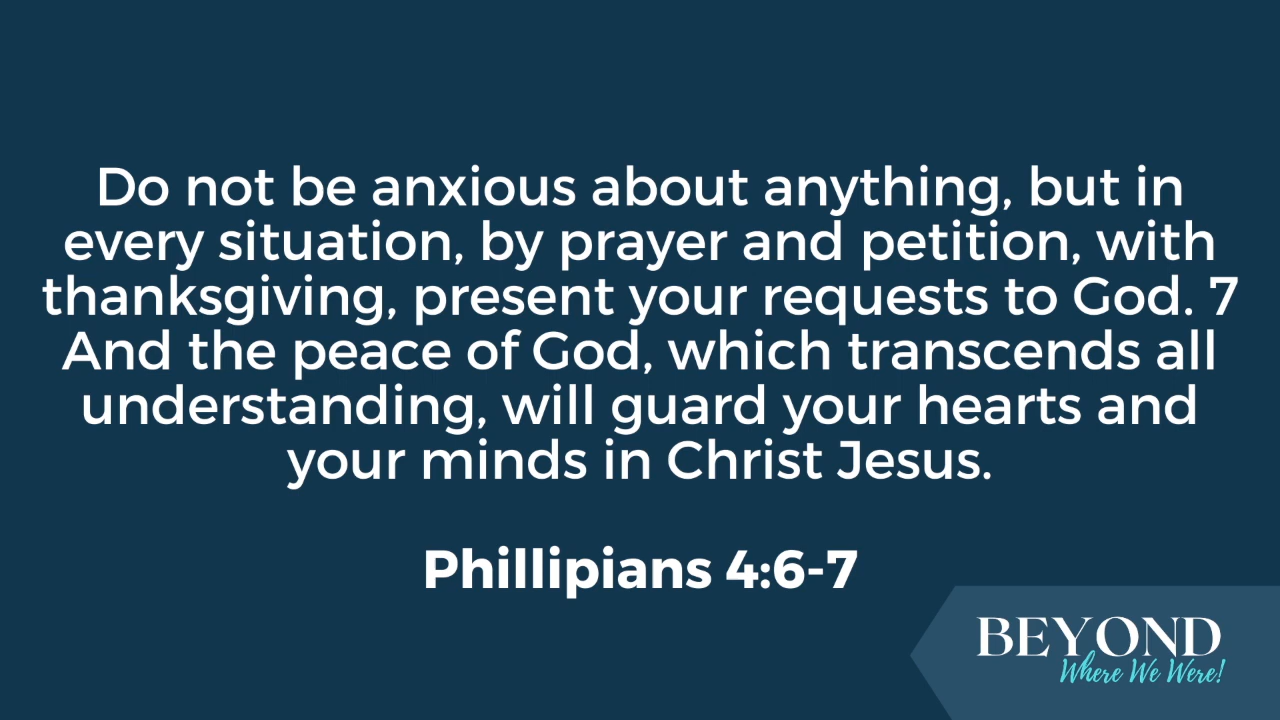 Do not be anxious about anything, but in
every situation, by prayer and petition, with
thanksgiving, present your requests to God. 7
And the peace of God, which transcends all
understanding, will guard your hearts and
your minds in Christ Jesus.
Phillipians 4:6-7
BEYOND
Where We Were!